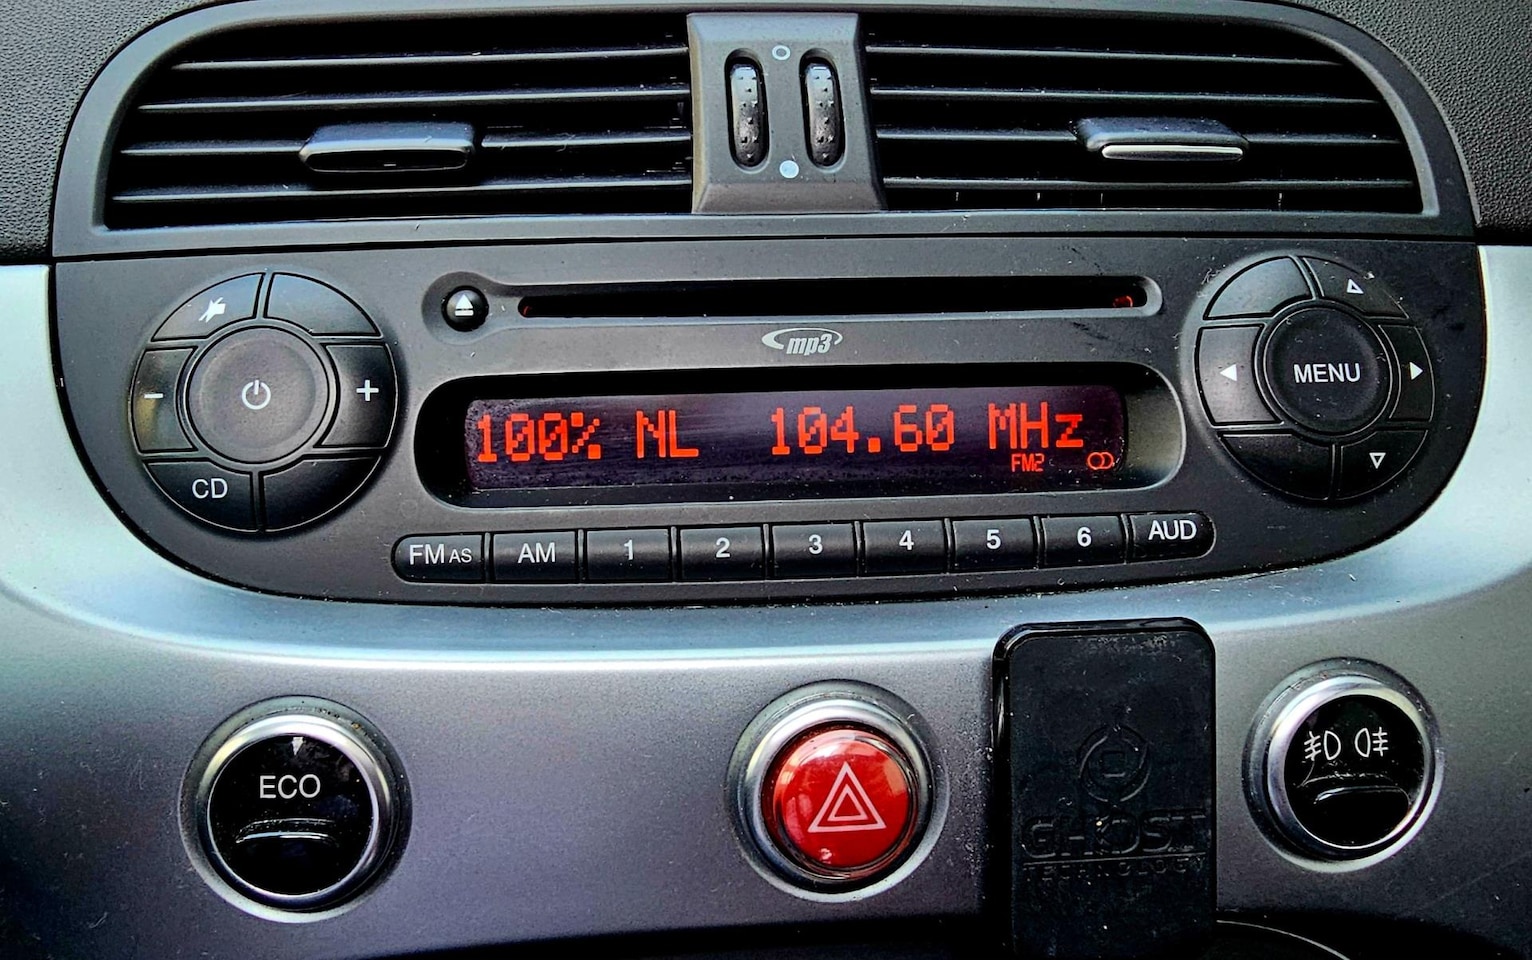 mp3
100% NL 104.60 MHz
FM2
CD
MENU
FM AS AM 1 2 3 4 5 6 AUD
ECO
GHOST
TECHNOLOGY